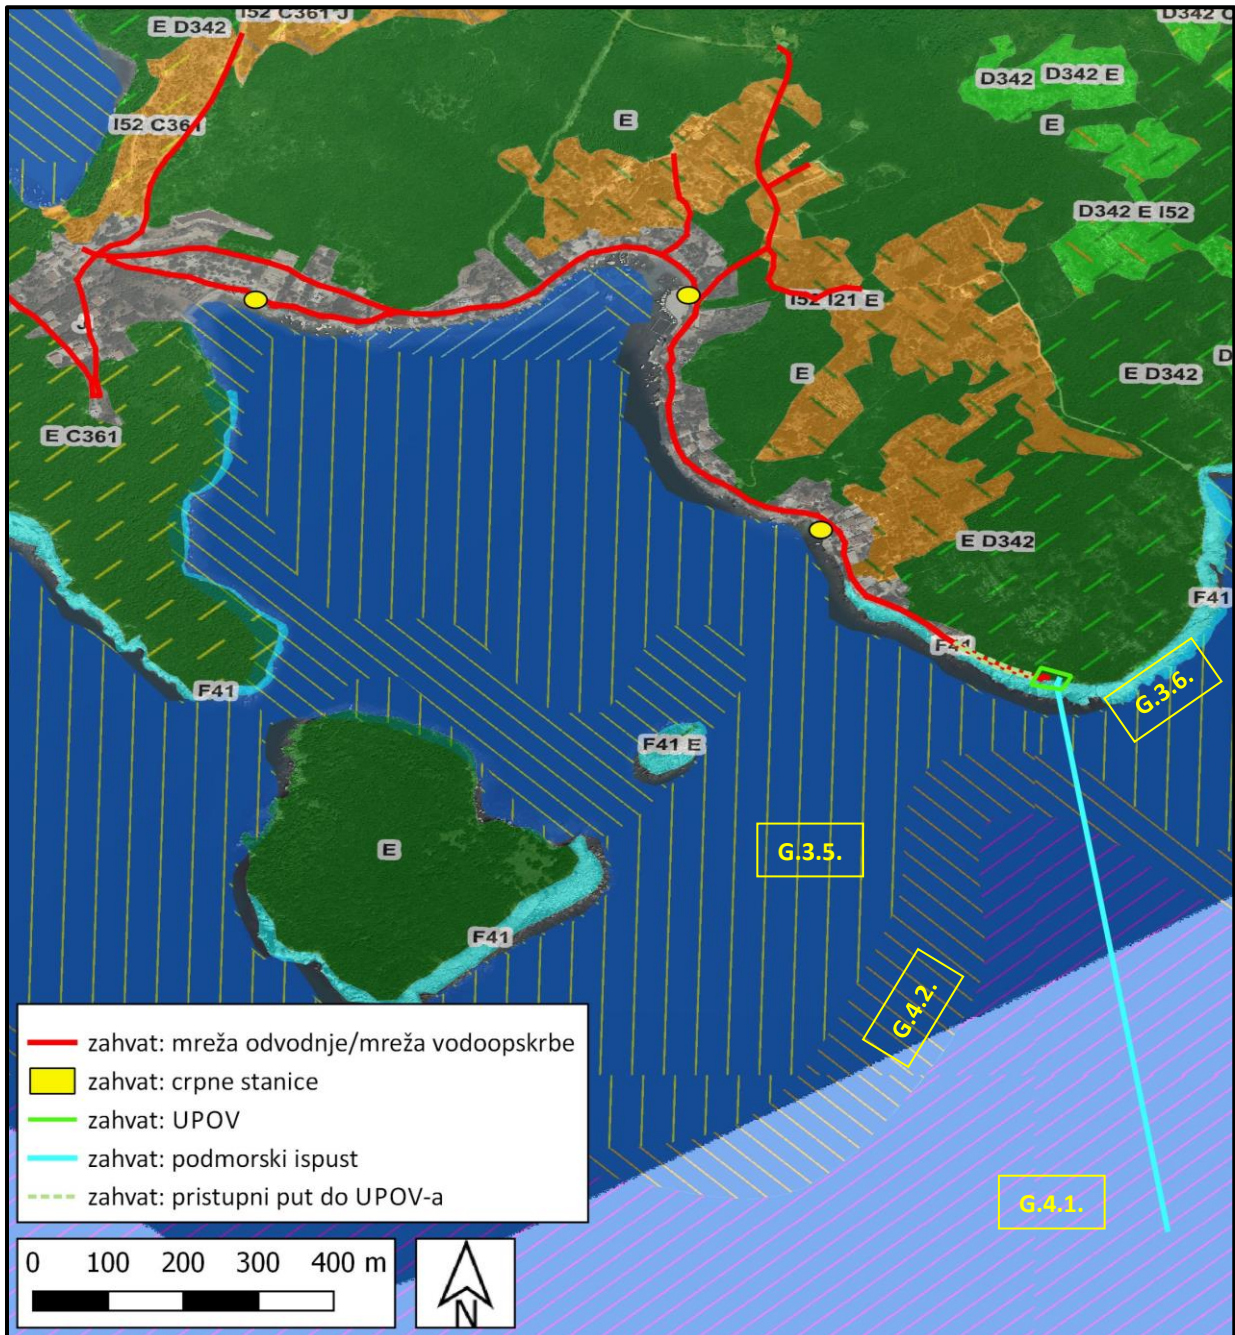 I52 C361 J
D342
E D342
D342
D342 E
I52 C361
E
E
D342 E I52
I52 I21 E
J
E
E D342
D
E C361
E D342
F41
F41
F41
G.3.6.
F41 E
E
G.3.5.
F41
G.4.2.
zahvat: mreža odvodnje/mreža vodoopskrbe
zahvat: crpne stanice
zahvat: UPOV
zahvat: podmorski ispust
zahvat: pristupni put do UPOV-a
G.4.1.
0 100 200 300 400 m
N